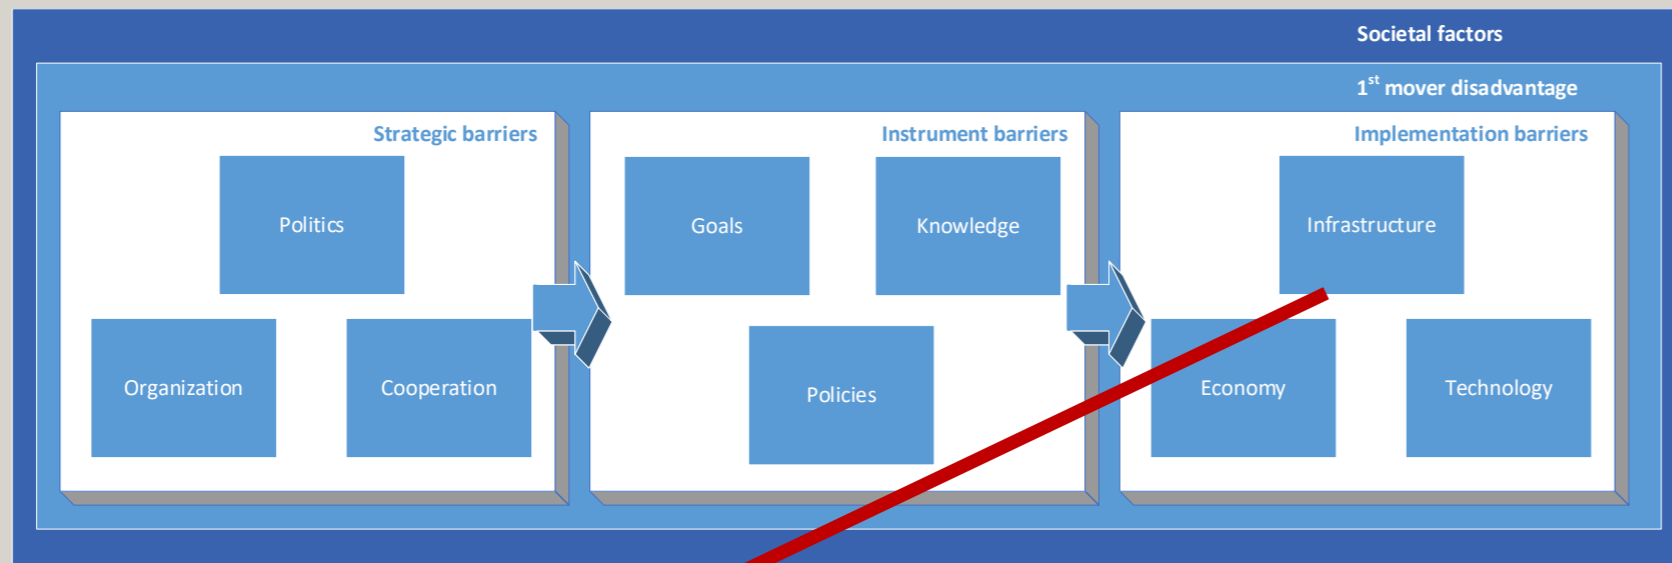 Societal factors
1st mover disadvantage
Strategic barriers
Politics
Organization
Cooperation
Instrument barriers
Goals
Knowledge
Policies
Implementation barriers
Infrastructure
Economy
Technology